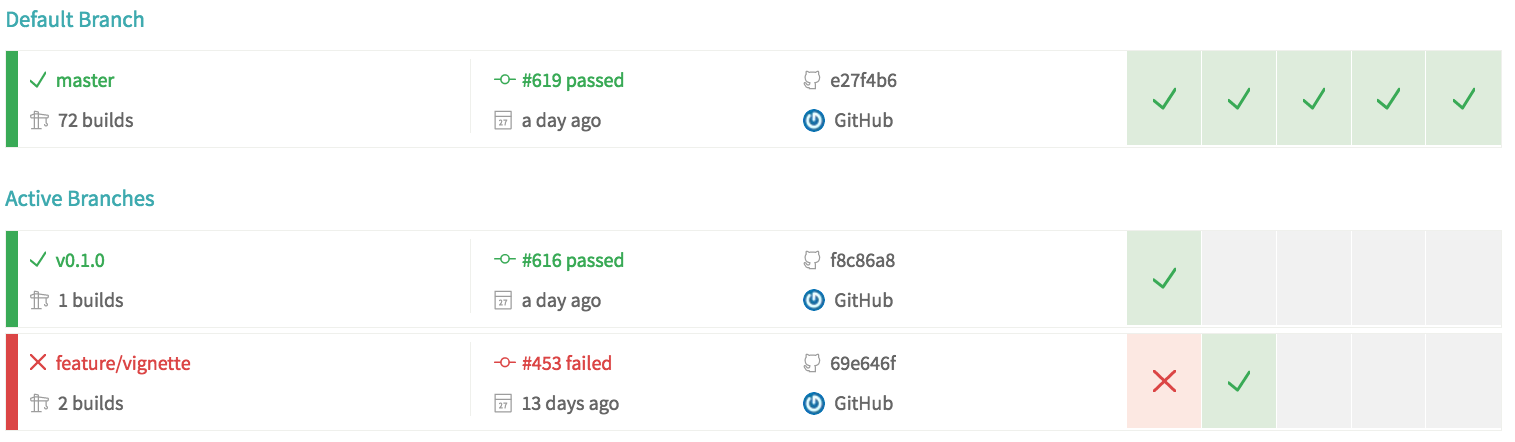 Default Branch
master
#619 passed
e27f4b6
72 builds
27
a day ago
GitHub
Active Branches
v0.1.0
#616 passed
f8c86a8
1 builds
27
a day ago
GitHub
feature/vignette
#453 failed
69e646f
2 builds
27
13 days ago
GitHub